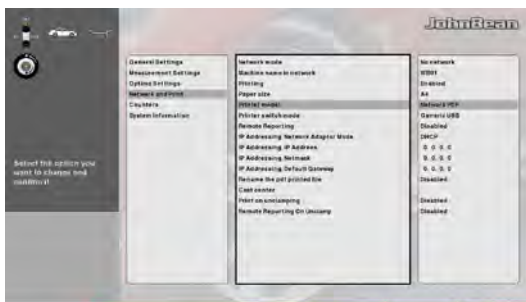 JohnBean
General Settings
Measurement Settings
Options Settings
Network and Print
Counters
System Information
Network mode
Machine name in network
Printing
Paper size
Printer model
Printer switch mode
Remote Reporting
IP Addressing, Network Adaptor Mode
IP Addressing, IP Address
IP Addressing, Netmask
IP Addressing, Default Gateway
Rename the pdf printed file
Cost center
Print on unclamping
Remote Reporting On Unclamp
No network
Enabled
A4
Network PDF
Generic USB
Disabled
DHCP
0. 0. 0. 0
0. 0. 0. 0
0. 0. 0. 0
Disabled
Disabled
Disabled
Select the option you
want to change and
confirm it